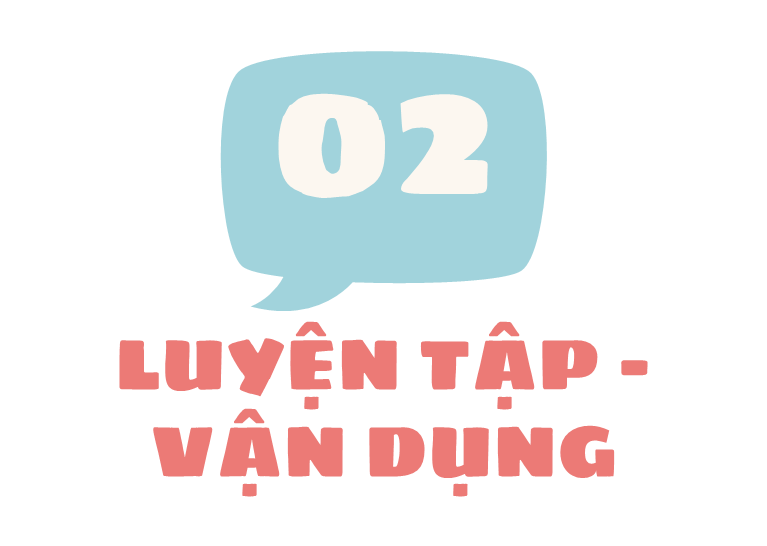 02
LUYỆN TẬP -
VẬN DỤNG